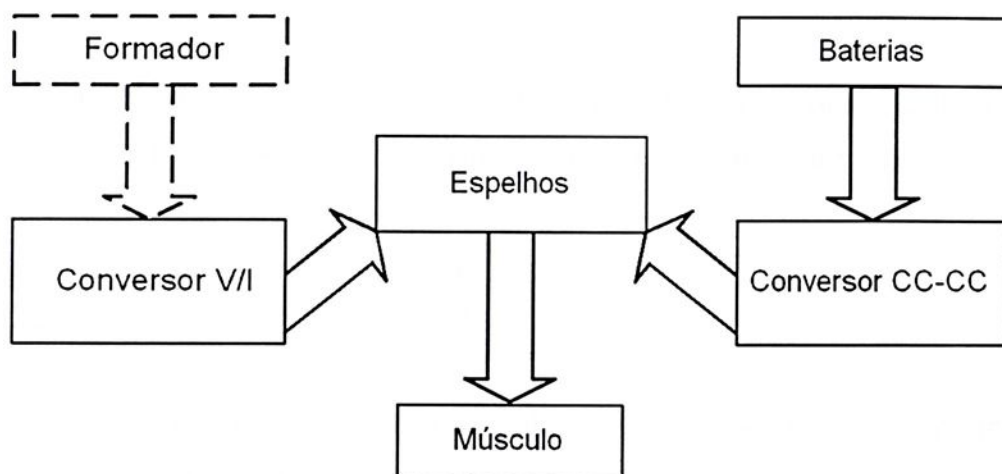 Formador
Baterias
Espelhos
Conversor V/I
Conversor CC-CC
Músculo